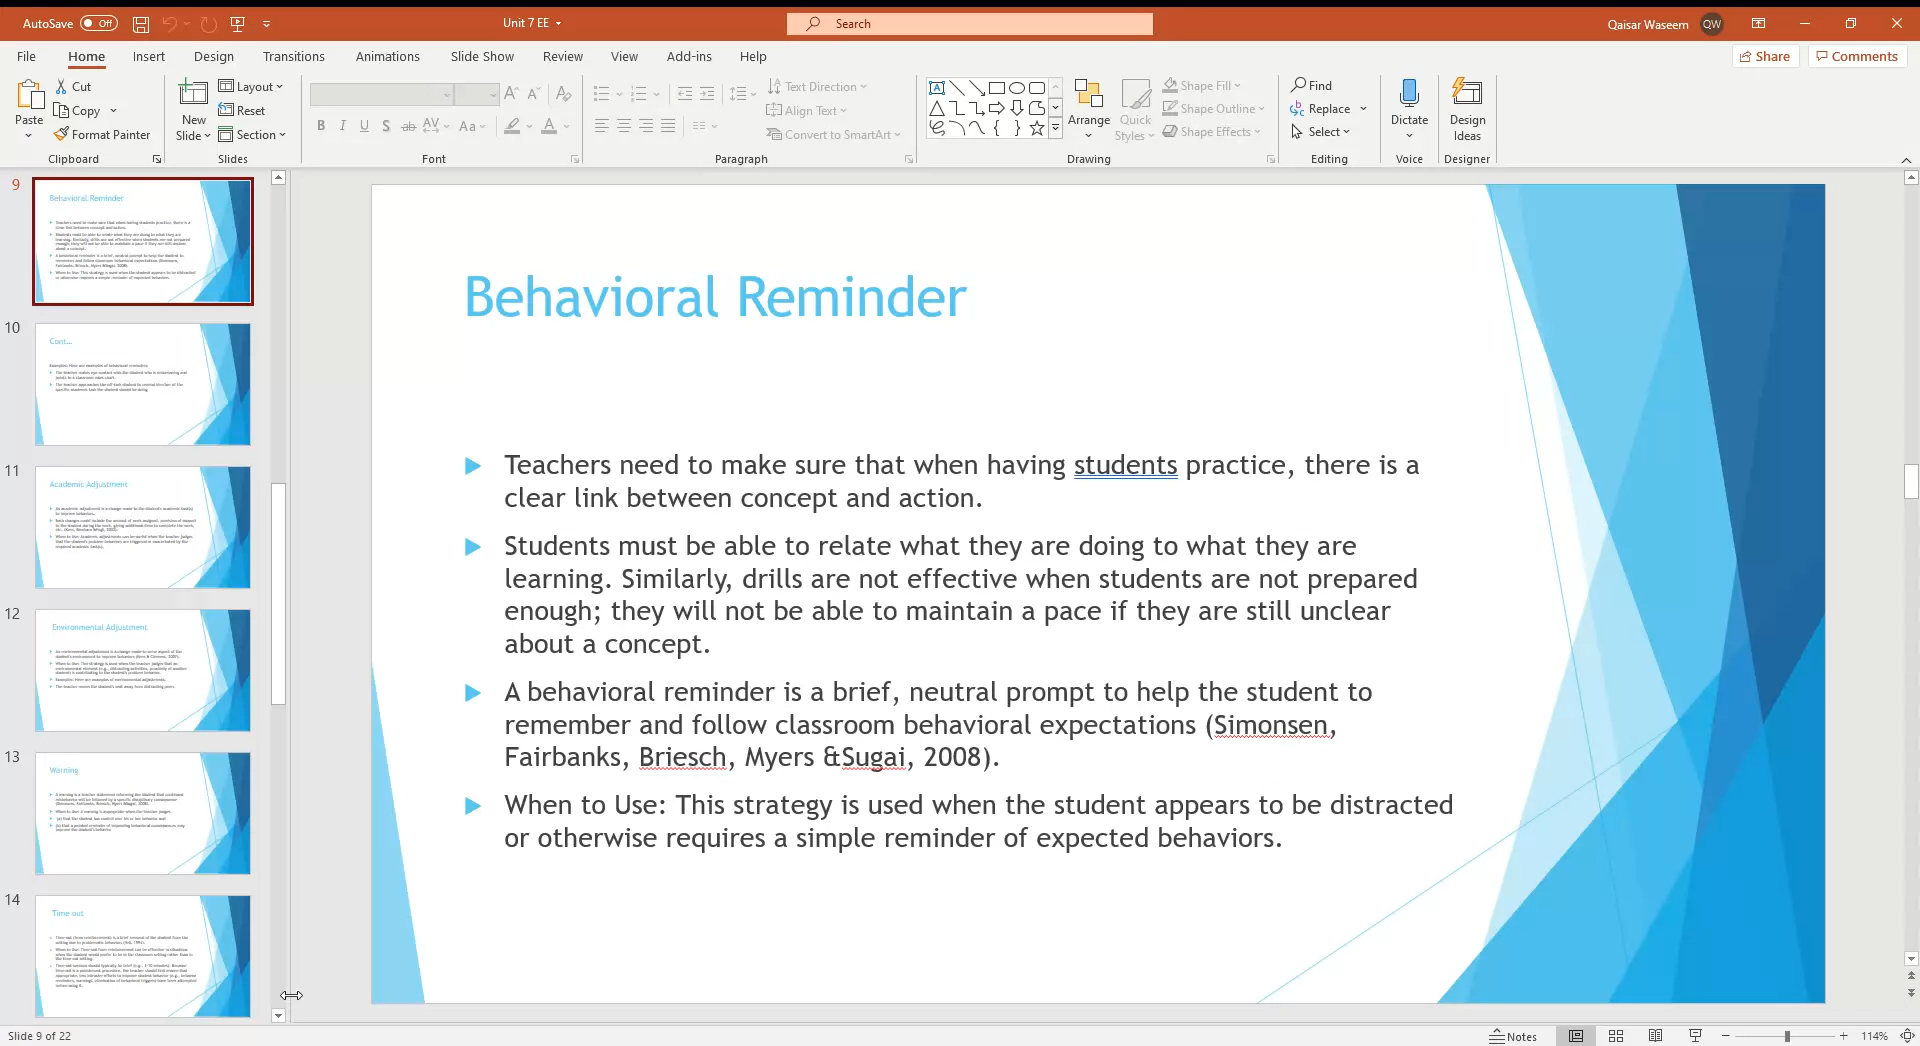 AutoSave Off
Unit 7 EE
Search
Qaisar Waseem QW
File Home Insert Design Transitions Animations Slide Show Review View Add-ins Help
Share Comments
Paste Cut Copy Format Painter
Clipboard
New Slide Layout Reset Section
Slides
B I U S ab AV Aa A
Font
Text Direction Align Text Convert to SmartArt
Paragraph
Arrange Quick Styles Shape Fill Shape Outline Shape Effects
Drawing
Find Replace Select
Editing
Dictate
Voice
Design Ideas
Designer
9
Behavioral Reminder
10
Cont...
11
Academic Adjustment
12
Environmental Adjustment
13
Warning
14
Time out
Behavioral Reminder
Teachers need to make sure that when having students practice, there is a
clear link between concept and action.
Students must be able to relate what they are doing to what they are
learning. Similarly, drills are not effective when students are not prepared
enough; they will not be able to maintain a pace if they are still unclear
about a concept.
A behavioral reminder is a brief, neutral prompt to help the student to
remember and follow classroom behavioral expectations (Simonsen,
Fairbanks, Briesch, Myers &Sugai, 2008).
When to Use: This strategy is used when the student appears to be distracted
or otherwise requires a simple reminder of expected behaviors.
Slide 9 of 22
Notes
114%